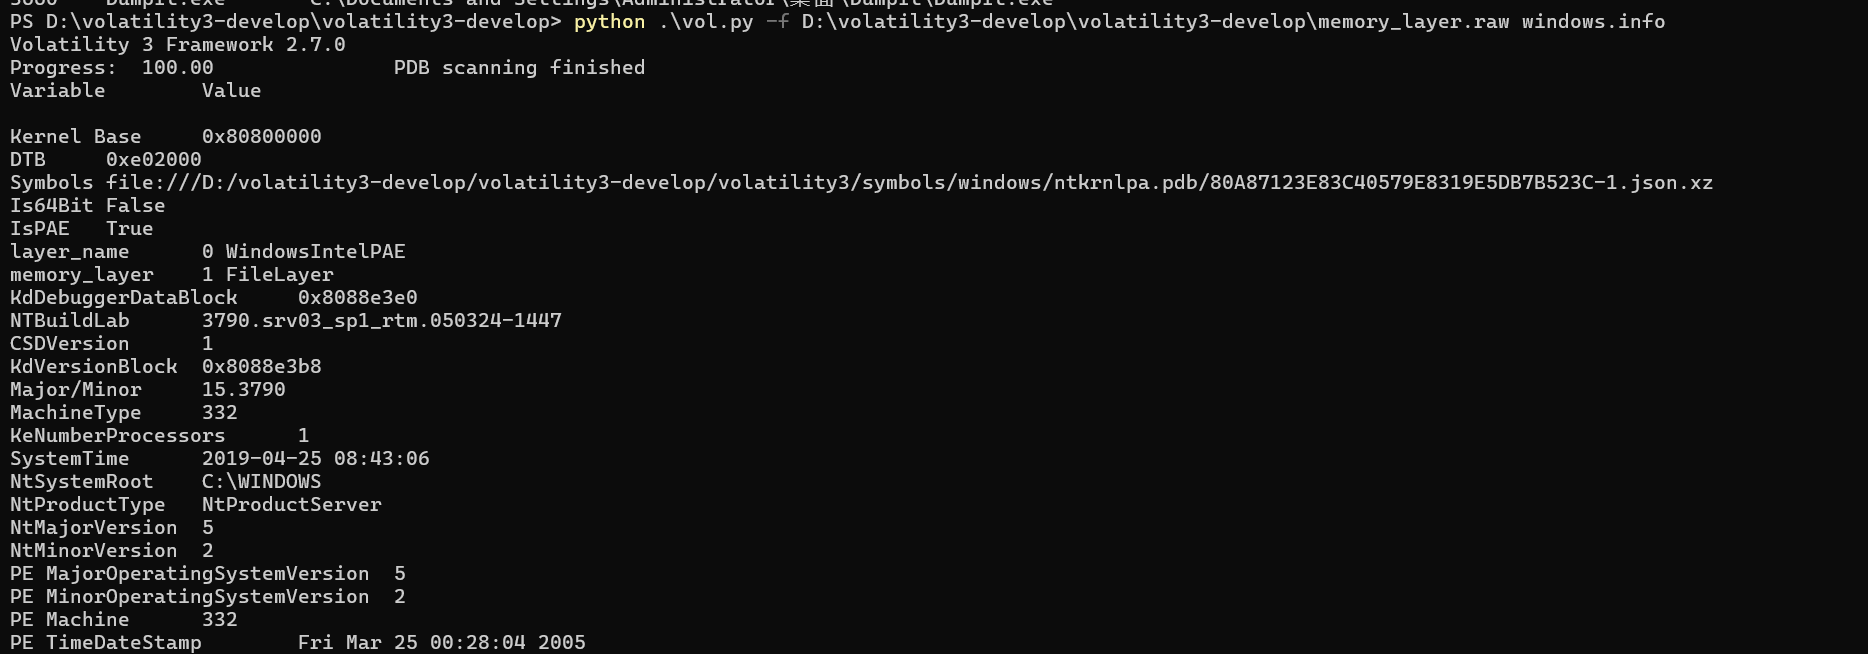 3660 DumpIt.exe C:\Documents and Settings\Administrator\桌面\DumpIt\DumpIt.exe
PS D:\volatility3-develop\volatility3-develop> python .\vol.py -f D:\volatility3-develop\volatility3-develop\memory_layer.raw windows.info
Volatility 3 Framework 2.7.0
Progress: 100.00 PDB scanning finished
Variable Value
Kernel Base 0x80800000
DTB 0xe02000
Symbols file:///D:/volatility3-develop/volatility3-develop/volatility3/symbols/windows/ntkrnlpa.pdb/80A87123E83C40579E8319E5DB7B523C-1.json.xz
Is64Bit False
IsPAE True
layer_name 0 WindowsIntelPAE
memory_layer 1 FileLayer
KdDebuggerDataBlock 0x8088e3e0
NTBuildLab 3790.srv03_sp1_rtm.050324-1447
CSDVersion 1
KdVersionBlock 0x8088e3b8
Major/Minor 15.3790
MachineType 332
KeNumberProcessors 1
SystemTime 2019-04-25 08:43:06
NtSystemRoot C:\WINDOWS
NtProductType NtProductServer
NtMajorVersion 5
NtMinorVersion 2
PE MajorOperatingSystemVersion 5
PE MinorOperatingSystemVersion 2
PE Machine 332
PE TimeDateStamp Fri Mar 25 00:28:04 2005